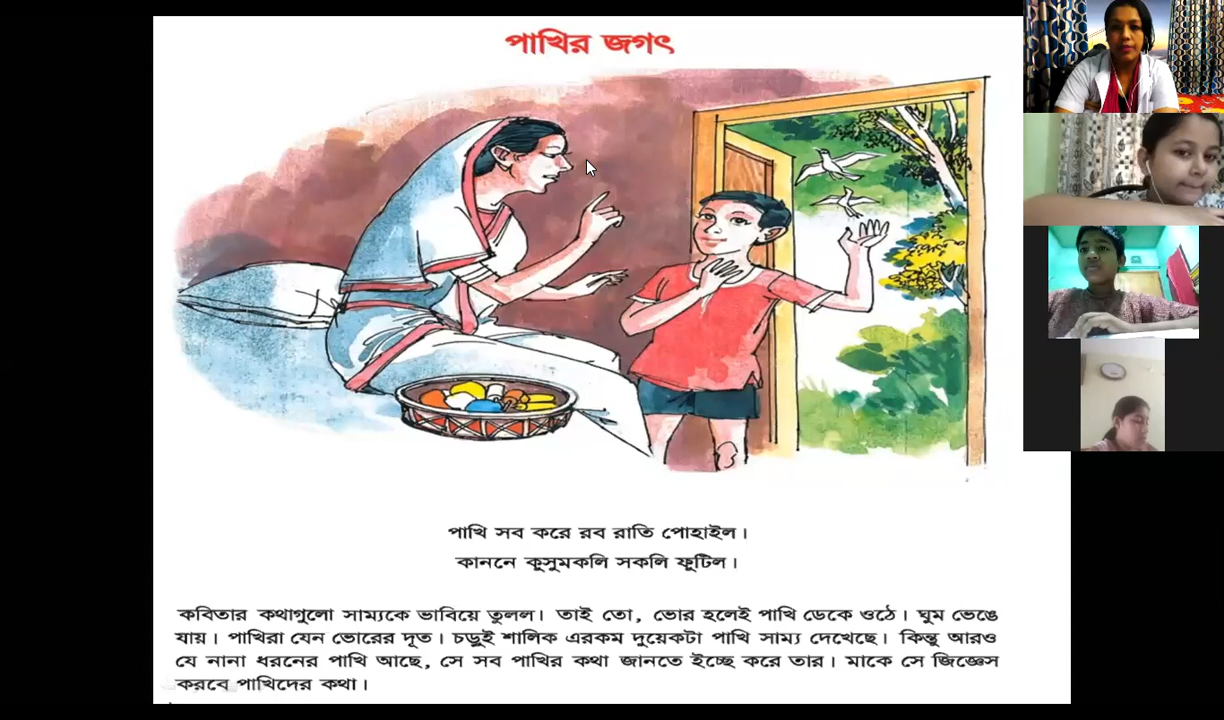 পাখির জগৎ
পাখি সব করে রব রাতি পোহাইল।
কাননে কুসুমকলি সকলি ফুটিল।
কবিতার কথাগুলো সাম্যকে ভাবিয়ে তুলল। তাই তো, ভোর হলেই পাখি ডেকে ওঠে। ঘুম ভেঙে
যায়। পাখিরা যেন ভোরের দূত। চড়ুই শালিক এরকম দুয়েকটা পাখি সাম্য দেখেছে। কিন্তু আরও
যে নানা ধরনের পাখি আছে, সে সব পাখির কথা জানতে ইচ্ছে করে তার। মাকে সে জিজ্ঞেস
করবে পাখিদের কথা।